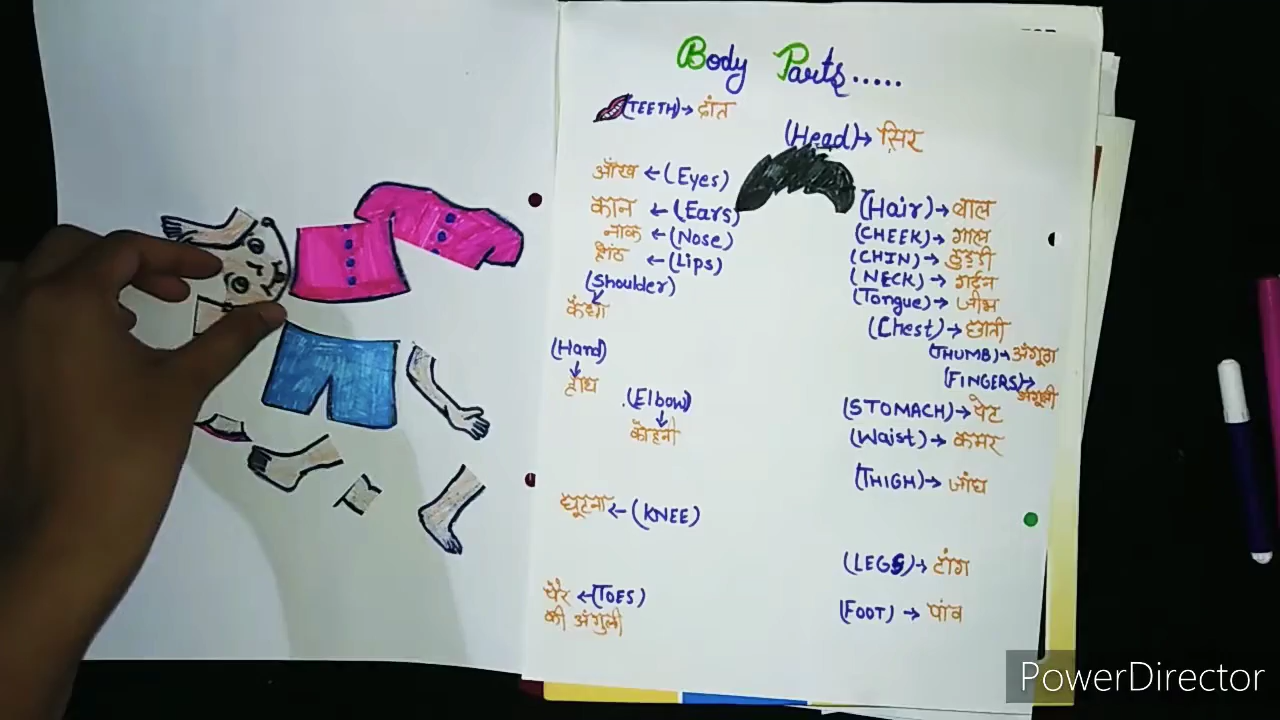 Body Parts.....
(TEETH)→ दांत
(Head)→ सिर
आँख ←(Eyes)
कान ←(Ears)
नाक ←(Nose)
होंठ ←(Lips)
(Shoulder)
कंधा
(Hand)
हाथ
(Elbow)
कोहनी
घूटना ←(KNEE)
पैर ←(TOES)
की अंगुली
(Hair)→ बाल
(CHEEK)→ गाल
(CHIN)→ ठुड्डी
(NECK)→ गर्दन
(Tongue)→ जीभ
(Chest)→ छाती
(THUMB)→ अंगूठा
(FINGERS)→
अंगूली
(STOMACH)→ पेट
(Waist)→ कमर
(THIGH)→ जांघ
(LEGS)→ टांग
(FOOT)→ पांव
PowerDirector